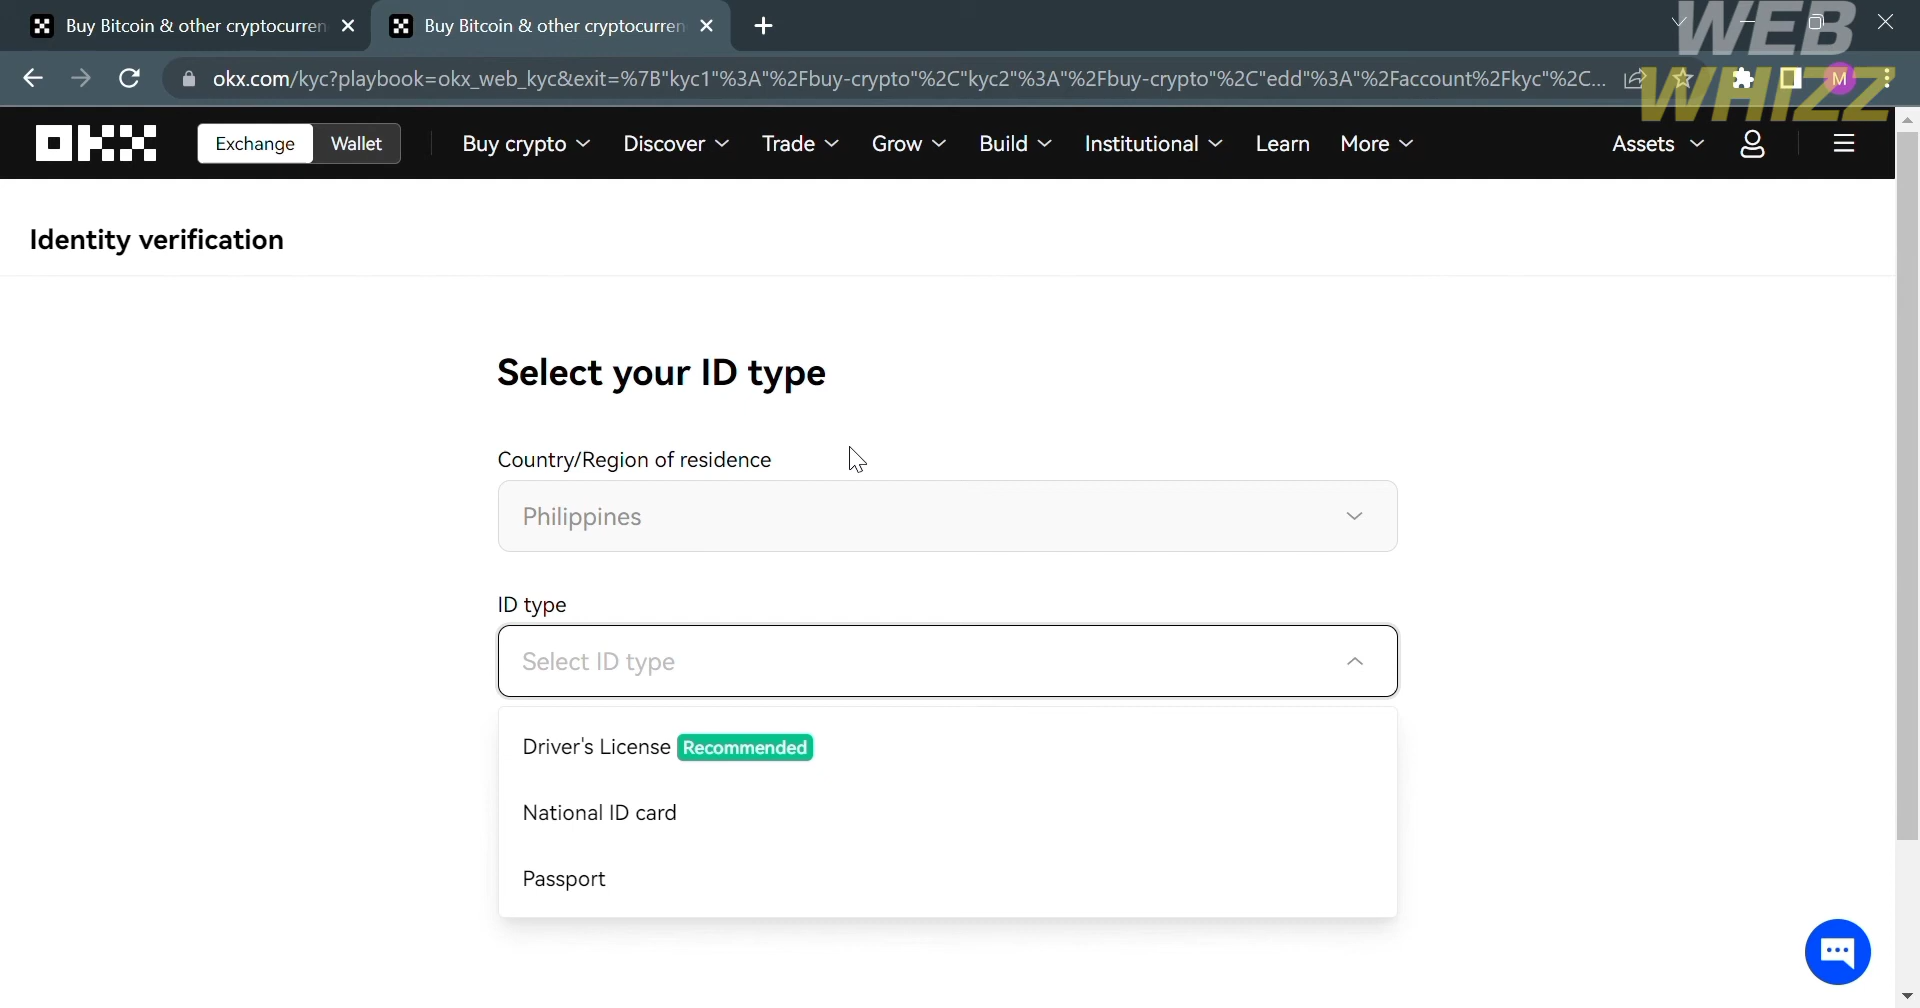 Buy Bitcoin & other cryptocurren
Buy Bitcoin & other cryptocurren
WEB
WHIZZ
okx.com/kyc?playbook=okx_web_kyc&exit=%7B"kyc1"%3A"%2Fbuy-crypto"%2C"kyc2"%3A"%2Fbuy-crypto"%2C"edd"%3A"%2Faccount%2Fkyc"%2C...
M
OKX
Exchange
Wallet
Buy crypto
Discover
Trade
Grow
Build
Institutional
Learn
More
Assets
Identity verification
Select your ID type
Country/Region of residence
Philippines
ID type
Select ID type
Driver's License Recommended
National ID card
Passport